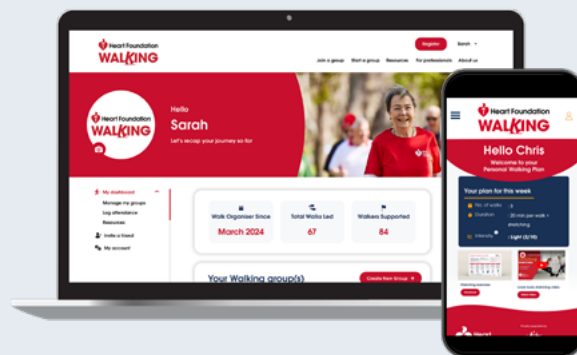 Heart Foundation
WALKING
Register
Sarah
Join a group
Start a group
Resources
For professionals
About us
Heart Foundation
WALKING
Hello
Sarah
Let's recap your journey so far
My dashboard
Manage my groups
Log attendance
Resources
Invite a friend
My account
Walk Organiser Since
March 2024
Total Walks Led
67
Walkers Supported
84
Your Walking group(s)
Create New Group →
Heart Foundation
WALKING
Hello Chris
Welcome to your
Personal Walking Plan
Your plan for this week
No. of walks : 3
Duration : 20 min per walk +
stretching
Intensity : Light (2/10)
Heart